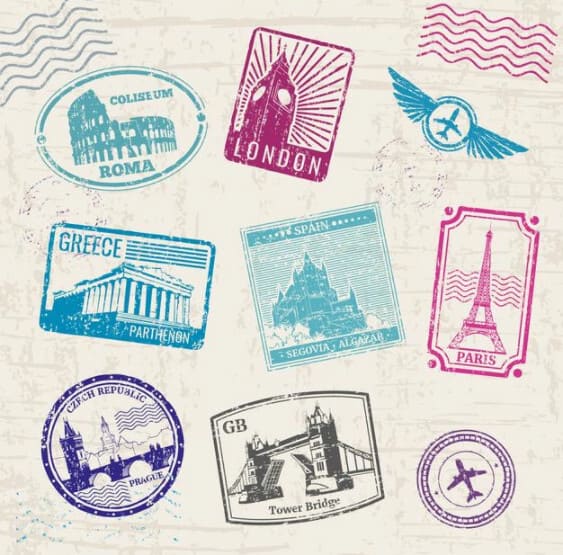 COLISEUM
ROMA
LONDON
GREECE
PARTHENON
SPAIN
SEGOVIA · ALCAZAR
PARIS
CZECH REPUBLIC
PRAGUE
GB
Tower Bridge